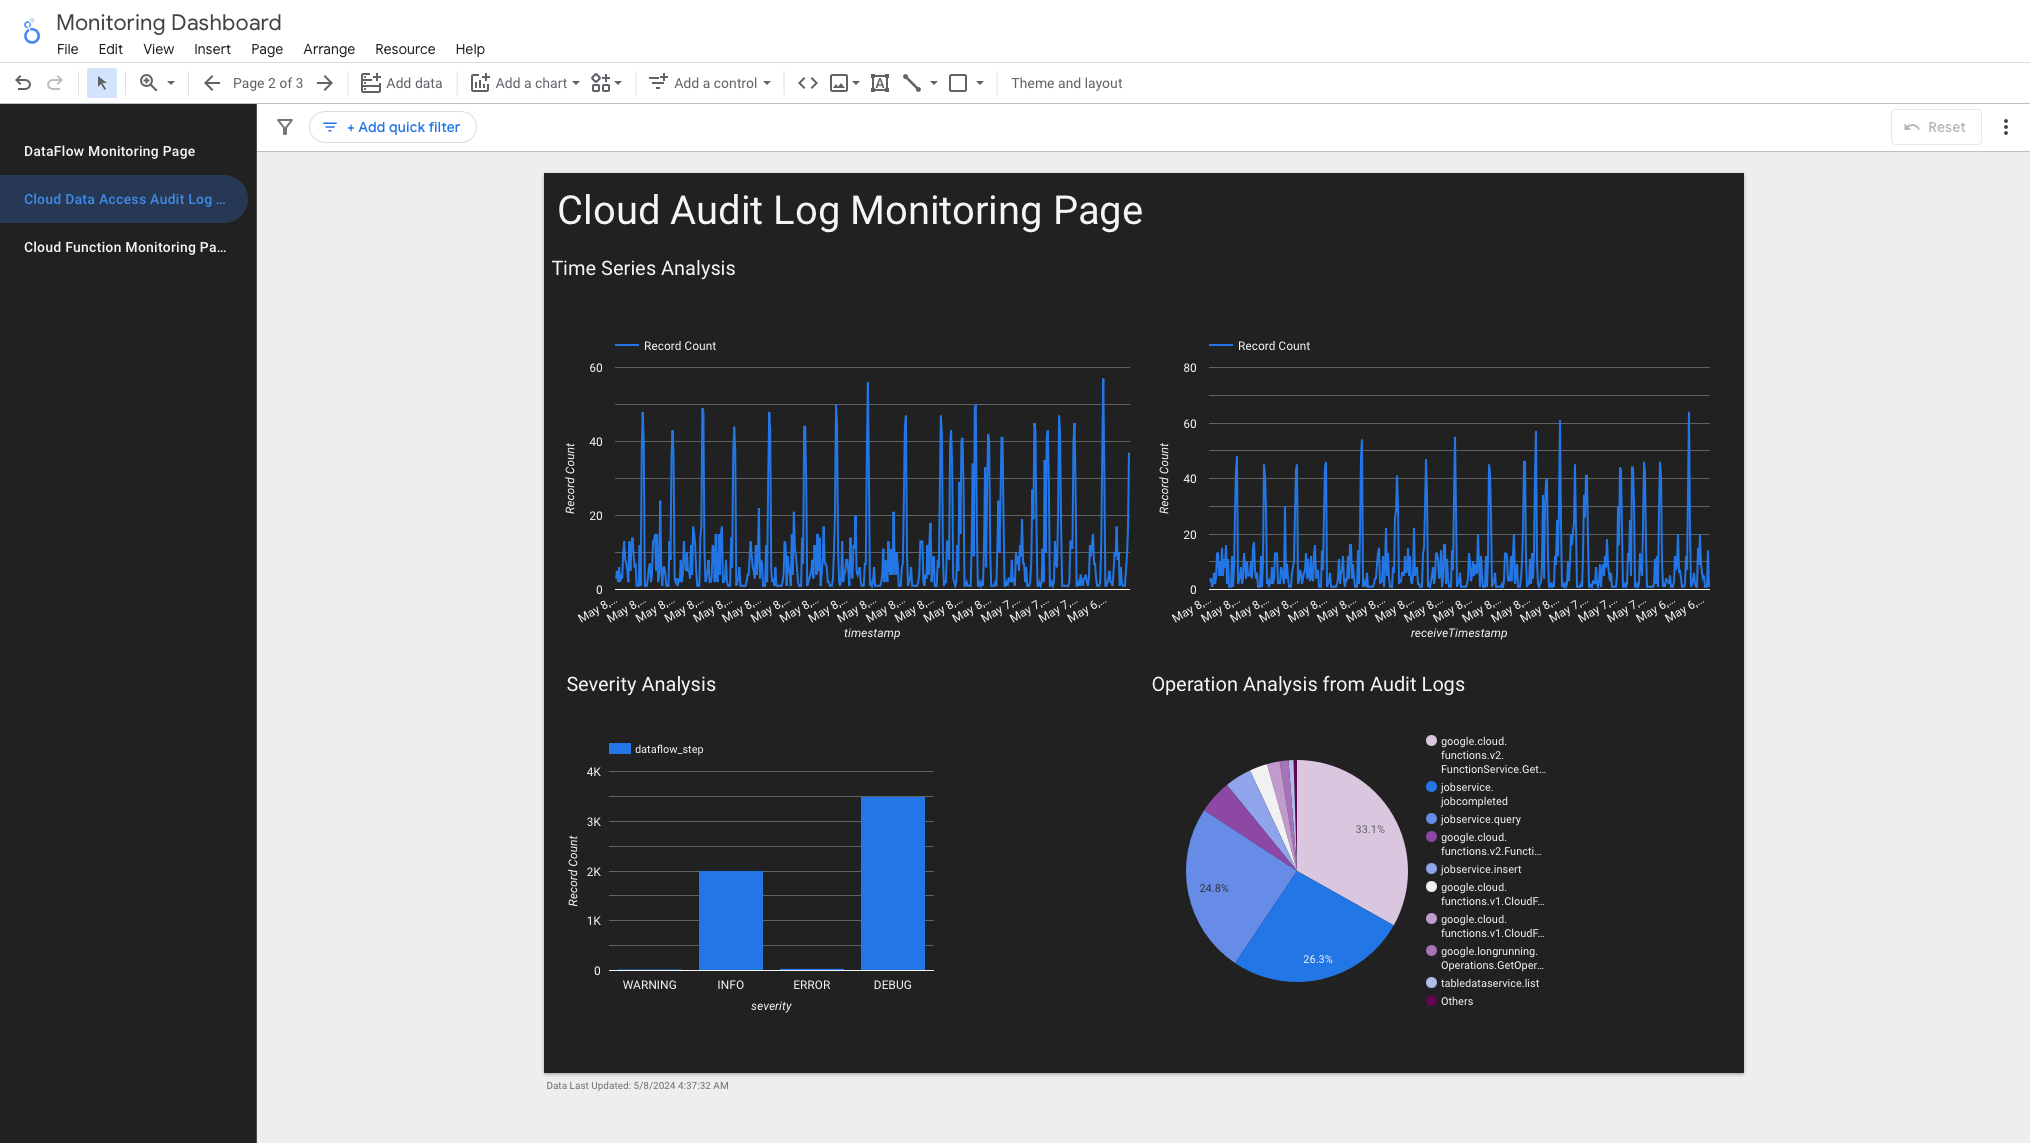 Monitoring Dashboard
File Edit View Insert Page Arrange Resource Help
Page 2 of 3 Add data Add a chart Add a control Theme and layout
DataFlow Monitoring Page
Cloud Data Access Audit Log ...
Cloud Function Monitoring Pa...
+ Add quick filter
Reset
Cloud Audit Log Monitoring Page
Time Series Analysis
Record Count
60
40
20
0
Record Count
May 8,... May 8,... May 8,... May 8,... May 8,... May 8,... May 8,... May 8,... May 8,... May 8,... May 8,... May 8,... May 8,... May 8,... May 7,... May 7,... May 7,... May 6,...
timestamp
Record Count
80
60
40
20
0
Record Count
May 8,... May 8,... May 8,... May 8,... May 8,... May 8,... May 8,... May 8,... May 8,... May 8,... May 8,... May 8,... May 8,... May 7,... May 7,... May 7,... May 6,... May 6,...
receiveTimestamp
Severity Analysis
dataflow_step
4K
3K
2K
1K
0
Record Count
WARNING INFO ERROR DEBUG
severity
Operation Analysis from Audit Logs
33.1%
24.8%
26.3%
google.cloud.
functions.v2.
FunctionService.Get...
jobservice.
jobcompleted
jobservice.query
google.cloud.
functions.v2.Functi...
jobservice.insert
google.cloud.
functions.v1.CloudF...
google.cloud.
functions.v1.CloudF...
google.longrunning.
Operations.GetOper...
tabledataservice.list
Others
Data Last Updated: 5/8/2024 4:37:32 AM